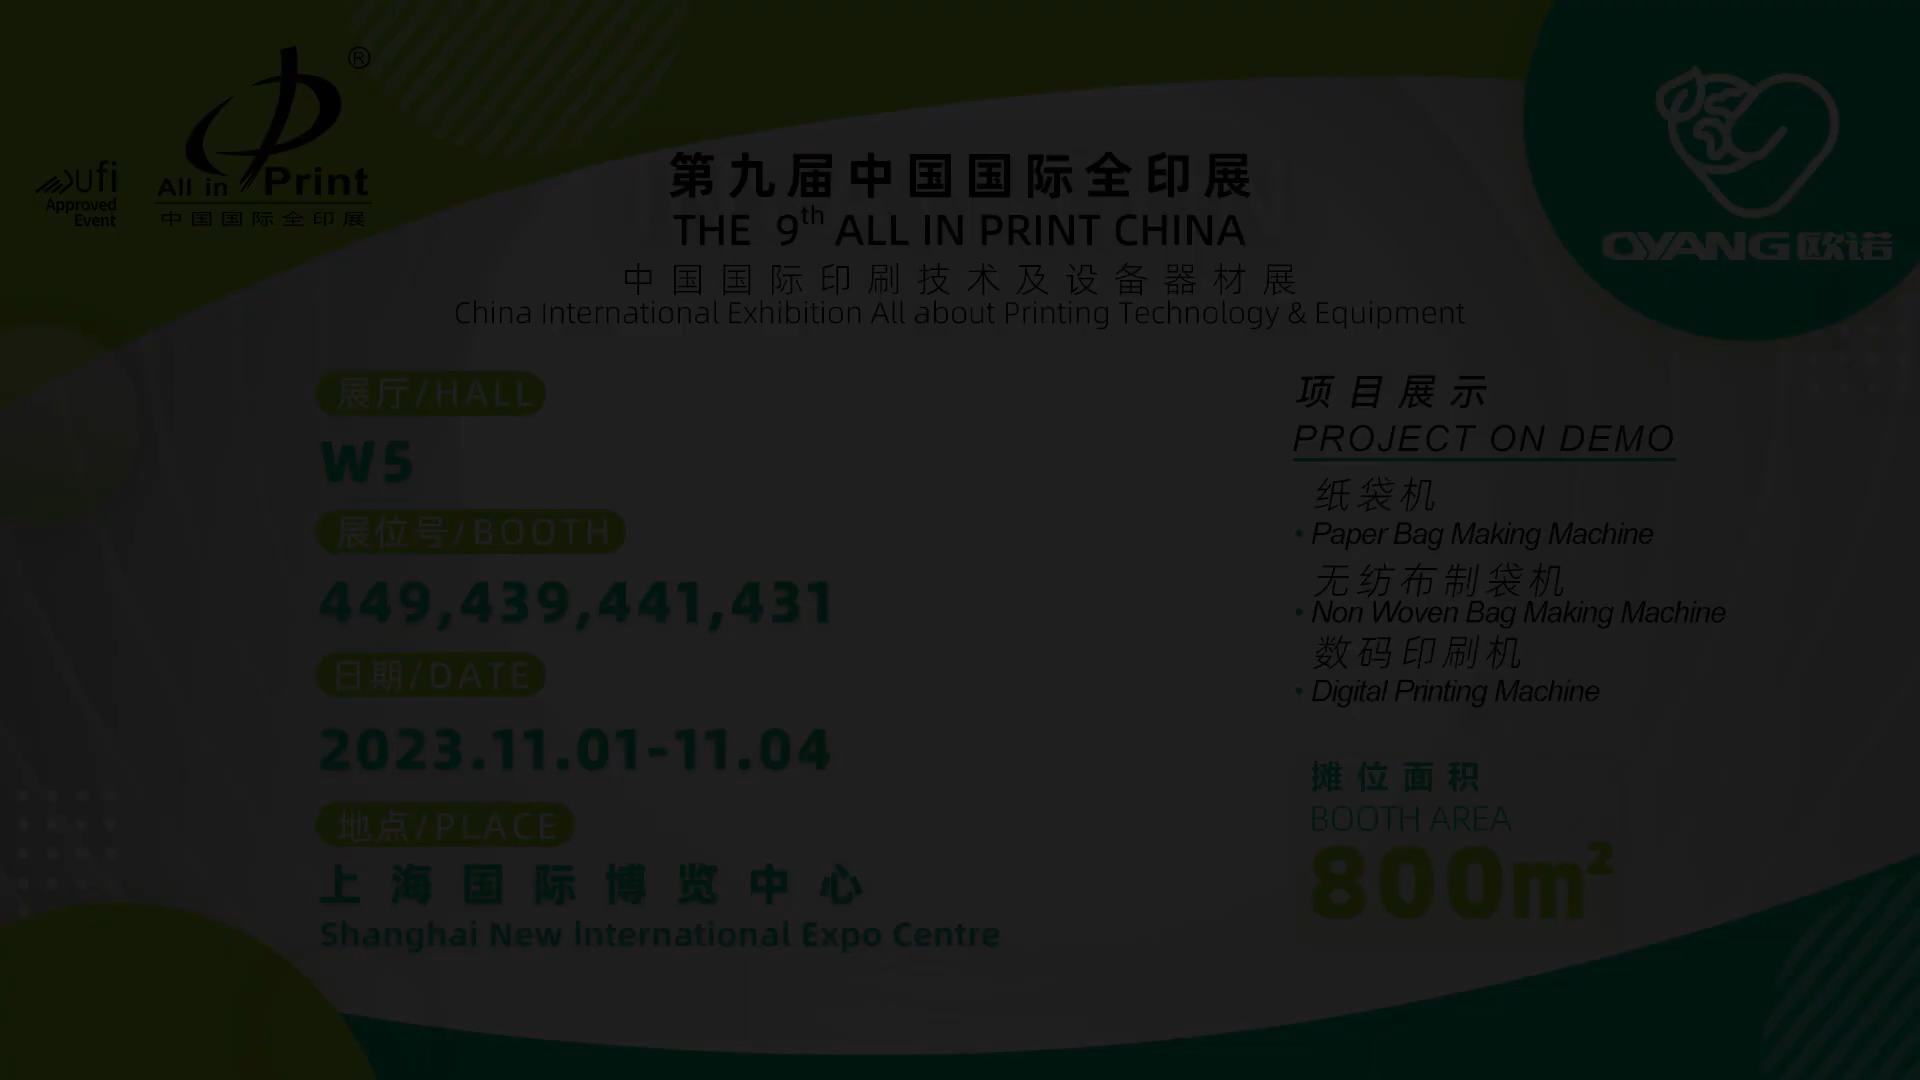 ufi
Approved
Event
®
All in Print
中国国际全印展
OYANG 欧诺
第九届中国国际全印展
THE 9th ALL IN PRINT CHINA
中国国际印刷技术及设备器材展
China International Exhibition All about Printing Technology & Equipment
展厅/HALL
W5
展位号/BOOTH
449,439,441,431
日期/DATE
2023.11.01-11.04
地点/PLACE
上海国际博览中心
Shanghai New International Expo Centre
项目展示
PROJECT ON DEMO
纸袋机
• Paper Bag Making Machine
无纺布制袋机
• Non Woven Bag Making Machine
数码印刷机
• Digital Printing Machine
摊位面积
BOOTH AREA
800m²